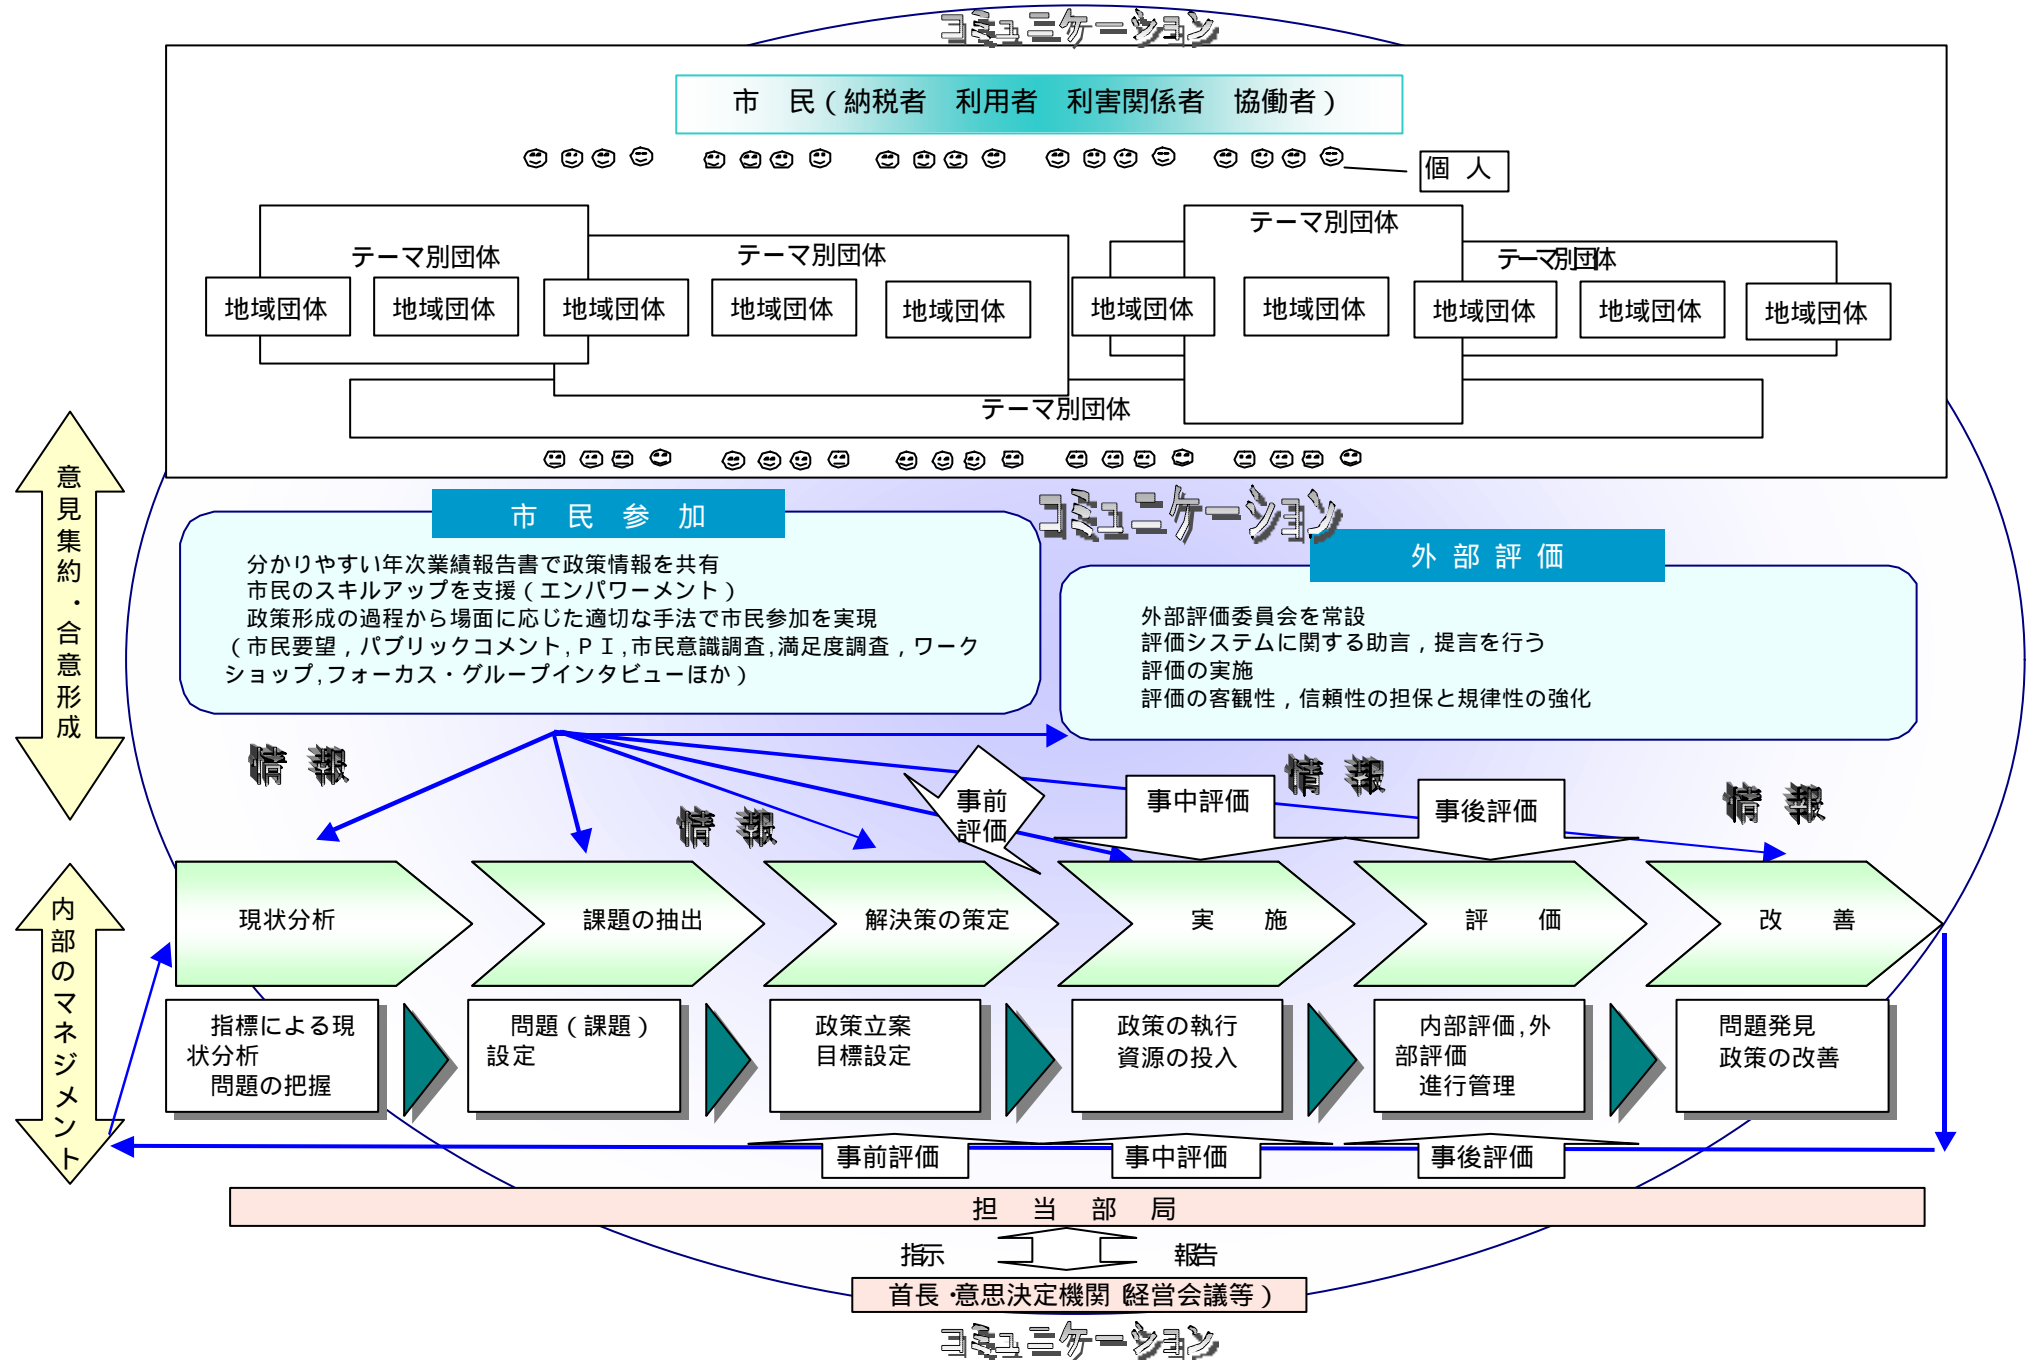 コミュニケーション
市　民（納税者　利用者　利害関係者　協働者）
個 人
テーマ別団体
テーマ別団体
テーマ別団体
テーマ別団体
地域団体
地域団体
地域団体
地域団体
地域団体
地域団体
地域団体
地域団体
地域団体
地域団体
テーマ別団体
意見集約・合意形成
コミュニケーション
市　民　参　加
分かりやすい年次業績報告書で政策情報を共有
市民のスキルアップを支援（エンパワーメント）
政策形成の過程から場面に応じた適切な手法で市民参加を実現
（市民要望，パブリックコメント,ＰＩ,市民意識調査,満足度調査，ワーク
ショップ,フォーカス・グループインタビューほか）
外 部 評 価
外部評価委員会を常設
評価システムに関する助言，提言を行う
評価の実施
評価の客観性，信頼性の担保と規律性の強化
情 報
情 報
情 報
情 報
事前
評価
事中評価
事後評価
内部のマネジメント
現状分析
課題の抽出
解決策の策定
実　　施
評　　価
改　　善
指標による現
状分析
問題の把握
問題（課題）
設定
政策立案
目標設定
政策の執行
資源の投入
内部評価,外
部評価
進行管理
問題発見
政策の改善
事前評価
事中評価
事後評価
担　当　部　局
指示
報告
首長・意思決定機関（経営会議等）
コミュニケーション